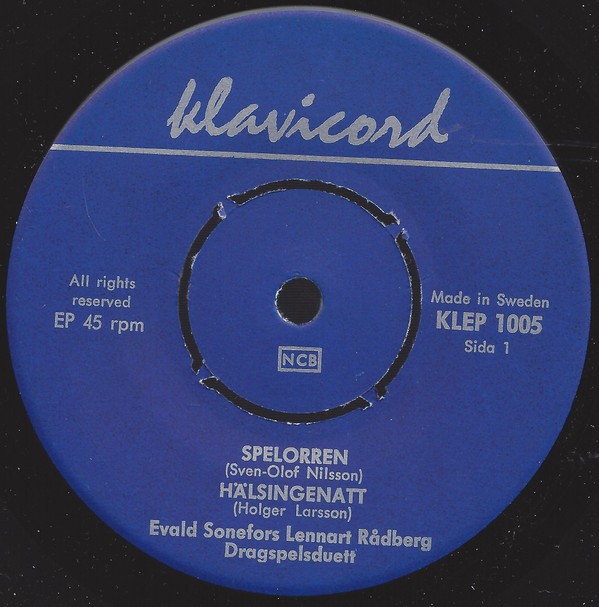 klavicord
All rights
reserved
EP 45 rpm
Made in Sweden
KLEP 1005
Sida 1
NCB
SPELORREN
(Sven-Olof Nilsson)
HÄLSINGENATT
(Holger Larsson)
Evald Sonefors Lennart Rådberg
Dragspelsduett